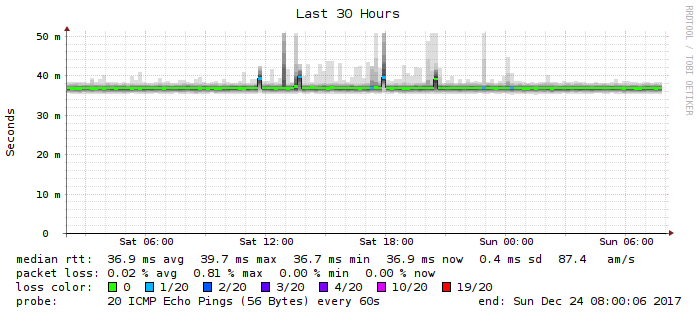 Last 30 Hours
RRDTOOL / TOBI OETIKER
Seconds
50 m
40 m
30 m
20 m
10 m
0
Sat 06:00 Sat 12:00 Sat 18:00 Sun 00:00 Sun 06:00
median rtt: 36.9 ms avg 39.7 ms max 36.7 ms min 36.9 ms now 0.4 ms sd 87.4 am/s
packet loss: 0.02 % avg 0.81 % max 0.00 % min 0.00 % now
loss color: 0 1/20 2/20 3/20 4/20 10/20 19/20
probe: 20 ICMP Echo Pings (56 Bytes) every 60s end: Sun Dec 24 08:00:06 2017